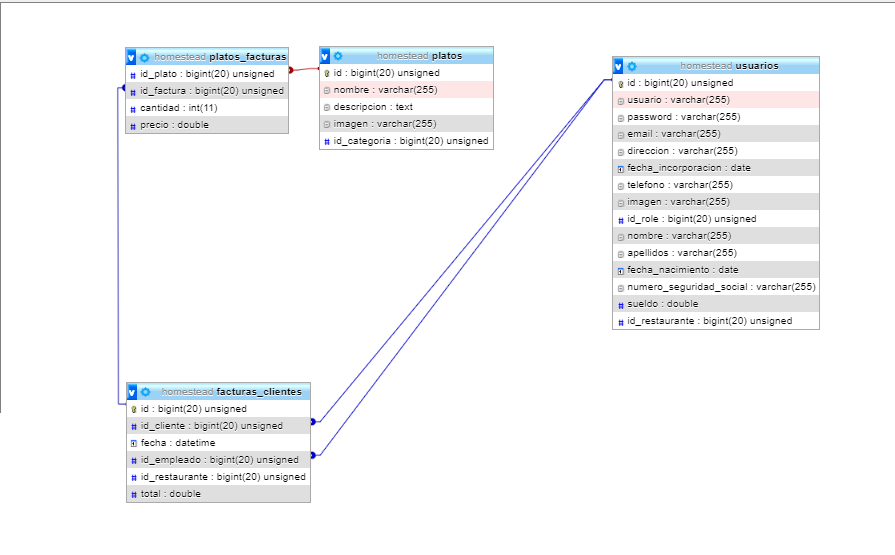 homestead platos_facturas
id_plato : bigint(20) unsigned
id_factura : bigint(20) unsigned
cantidad : int(11)
precio : double
homestead platos
id : bigint(20) unsigned
nombre : varchar(255)
descripcion : text
imagen : varchar(255)
id_categoria : bigint(20) unsigned
homestead usuarios
id : bigint(20) unsigned
usuario : varchar(255)
password : varchar(255)
email : varchar(255)
direccion : varchar(255)
fecha_incorporacion : date
telefono : varchar(255)
imagen : varchar(255)
id_role : bigint(20) unsigned
nombre : varchar(255)
apellidos : varchar(255)
fecha_nacimiento : date
numero_seguridad_social : varchar(255)
sueldo : double
id_restaurante : bigint(20) unsigned
homestead facturas_clientes
id : bigint(20) unsigned
id_cliente : bigint(20) unsigned
fecha : datetime
id_empleado : bigint(20) unsigned
id_restaurante : bigint(20) unsigned
total : double